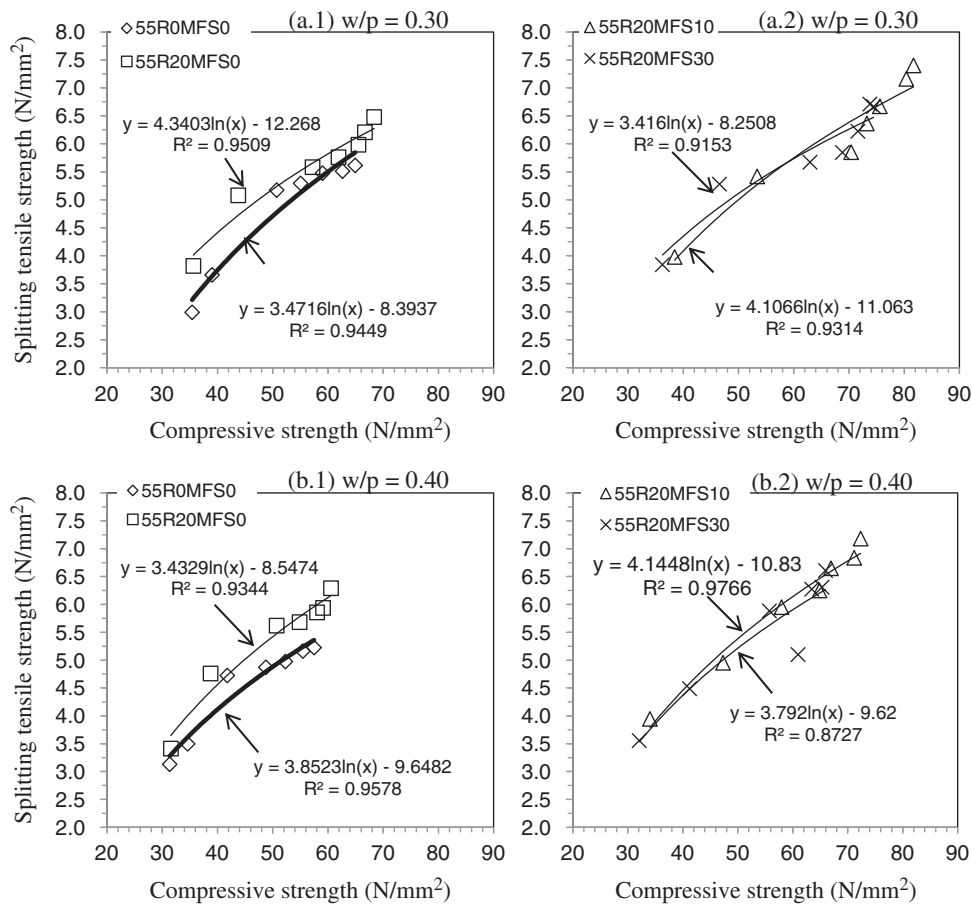 (a.1) w/p = 0.30
55R0MFS0
55R20MFS0
y = 4.3403ln(x) - 12.268
R² = 0.9509
y = 3.4716ln(x) - 8.3937
R² = 0.9449
Splitting tensile strength (N/mm²)
8.0
7.5
7.0
6.5
6.0
5.5
5.0
4.5
4.0
3.5
3.0
2.5
2.0
20 30 40 50 60 70 80 90
Compressive strength (N/mm²)
(a.2) w/p = 0.30
55R20MFS10
55R20MFS30
y = 3.416ln(x) - 8.2508
R² = 0.9153
y = 4.1066ln(x) - 11.063
R² = 0.9314
8.0
7.5
7.0
6.5
6.0
5.5
5.0
4.5
4.0
3.5
3.0
2.5
2.0
20 30 40 50 60 70 80 90
Compressive strength (N/mm²)
(b.1) w/p = 0.40
55R0MFS0
55R20MFS0
y = 3.4329ln(x) - 8.5474
R² = 0.9344
y = 3.8523ln(x) - 9.6482
R² = 0.9578
Splitting tensile strength (N/mm²)
8.0
7.5
7.0
6.5
6.0
5.5
5.0
4.5
4.0
3.5
3.0
2.5
2.0
20 30 40 50 60 70 80 90
Compressive strength (N/mm²)
(b.2) w/p = 0.40
55R20MFS10
55R20MFS30
y = 4.1448ln(x) - 10.83
R² = 0.9766
y = 3.792ln(x) - 9.62
R² = 0.8727
8.0
7.5
7.0
6.5
6.0
5.5
5.0
4.5
4.0
3.5
3.0
2.5
2.0
20 30 40 50 60 70 80 90
Compressive strength (N/mm²)